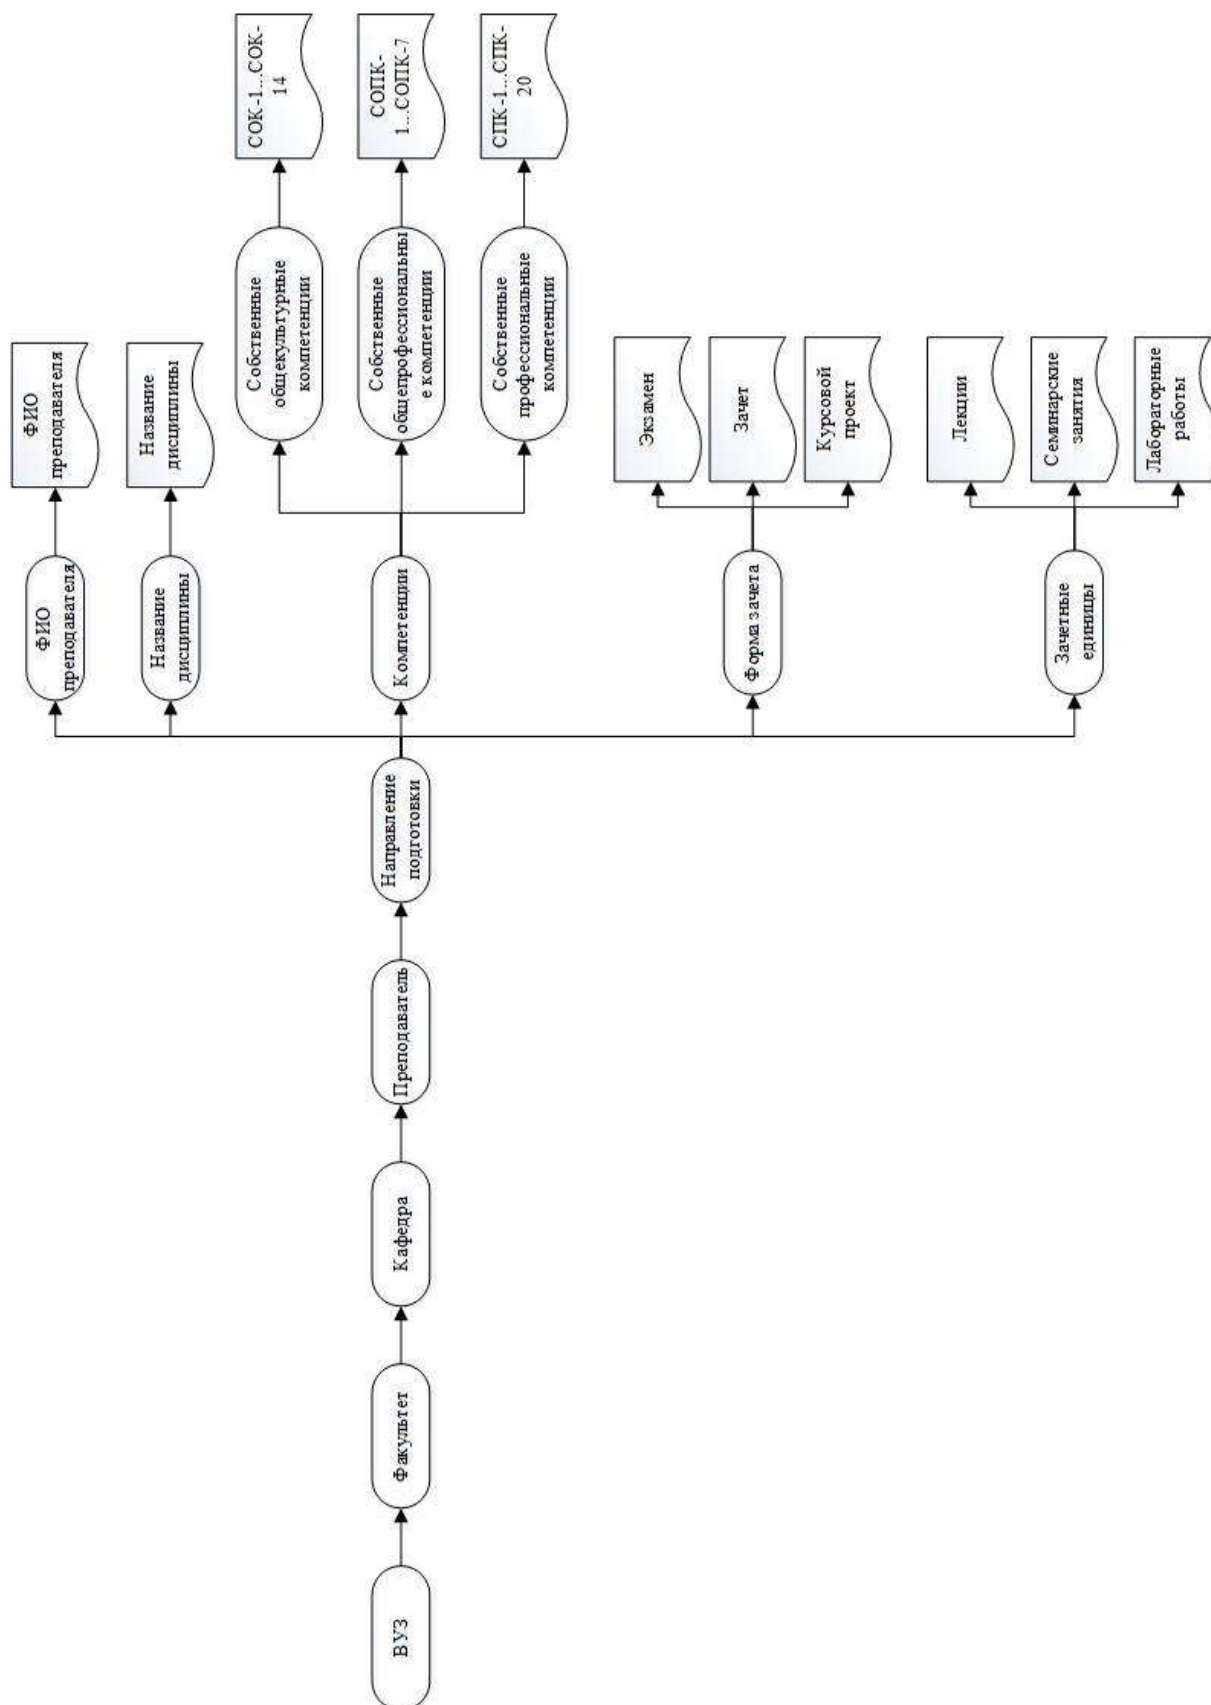 ВУЗ
Факультет
Кафедра
Преподаватель
Направление
подготовки
ФИО
преподавателя
ФИО
преподавателя
Название
дисциплины
Название
дисциплины
Компетенции
Собственные
общекультурные
компетенции
СОК-1...СОК-
14
Собственные
общепрофессиональны
е компетенции
СОПК-
1...СОПК-7
Собственные
профессиональные
компетенции
СПК-1...СПК-
20
Форма зачета
Экзамен
Зачет
Курсовой
проект
Зачетные
единицы
Лекции
Семинарские
занятия
Лабораторные
работы